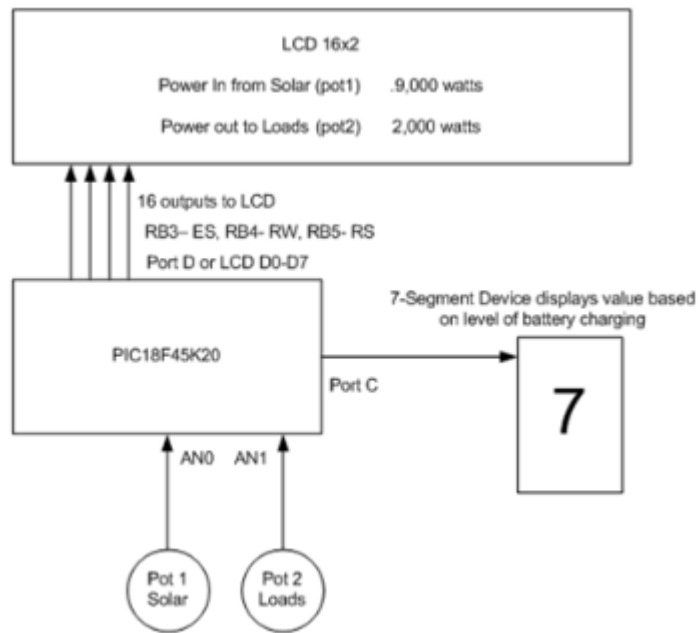 LCD 16x2
Power In from Solar (pot1) .9,000 watts
Power out to Loads (pot2) 2,000 watts
16 outputs to LCD
RB3– ES, RB4- RW, RB5- RS
Port D or LCD D0-D7
7-Segment Device displays value based
on level of battery charging
PIC18F45K20
Port C
7
AN0 AN1
Pot 1
Solar
Pot 2
Loads